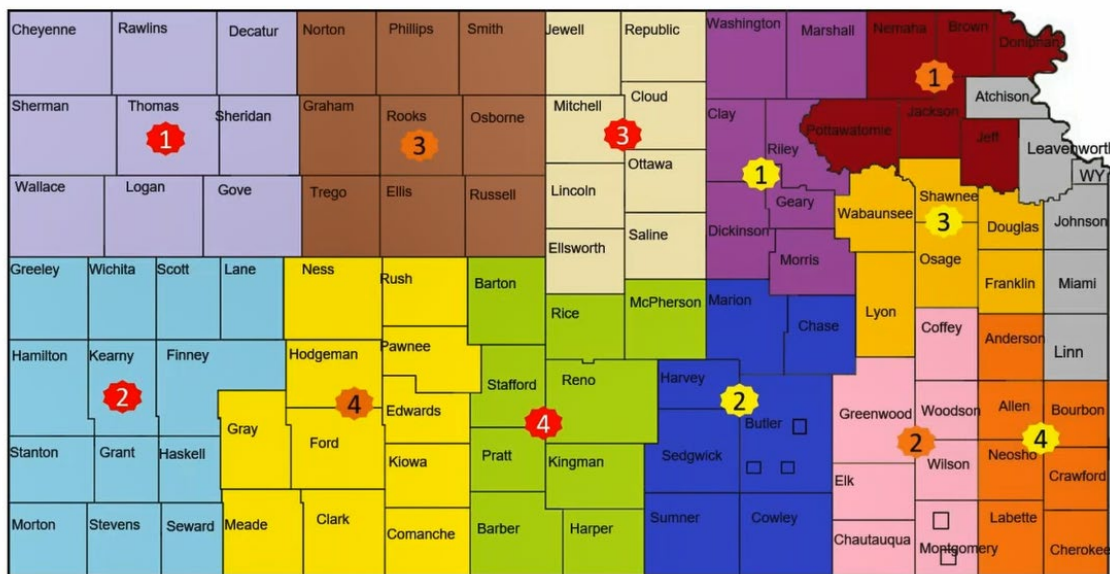 Cheyenne
Rawlins
Decatur
Norton
Phillips
Smith
Jewell
Republic
Washington
Marshall
Nemaha
Brown
Doniphan
Sherman
Thomas
Sheridan
1
Graham
Rooks
Osborne
3
Mitchell
Cloud
3
Clay
Riley
1
Pottawatomie
Jackson
1
Jeff
Atchison
Leavenworth
WY
Wallace
Logan
Gove
Trego
Ellis
Russell
Lincoln
Ottawa
Ellsworth
Saline
Dickinson
Geary
Morris
Wabaunsee
Shawnee
3
Douglas
Johnson
Greeley
Wichita
Scott
Lane
Ness
Rush
Barton
Rice
McPherson
Marion
Chase
Lyon
Osage
Franklin
Miami
Hamilton
Kearny
Finney
2
Hodgeman
Pawnee
4
Stafford
Reno
4
Harvey
2
Butler
Coffey
Anderson
Linn
Gray
Ford
Edwards
Greenwood
Woodson
2
Allen
Bourbon
4
Stanton
Grant
Haskell
Kiowa
Pratt
Kingman
Sedgwick
Elk
Wilson
Neosho
Crawford
Morton
Stevens
Seward
Meade
Clark
Comanche
Barber
Harper
Sumner
Cowley
Chautauqua
Montgomery
Labette
Cherokee